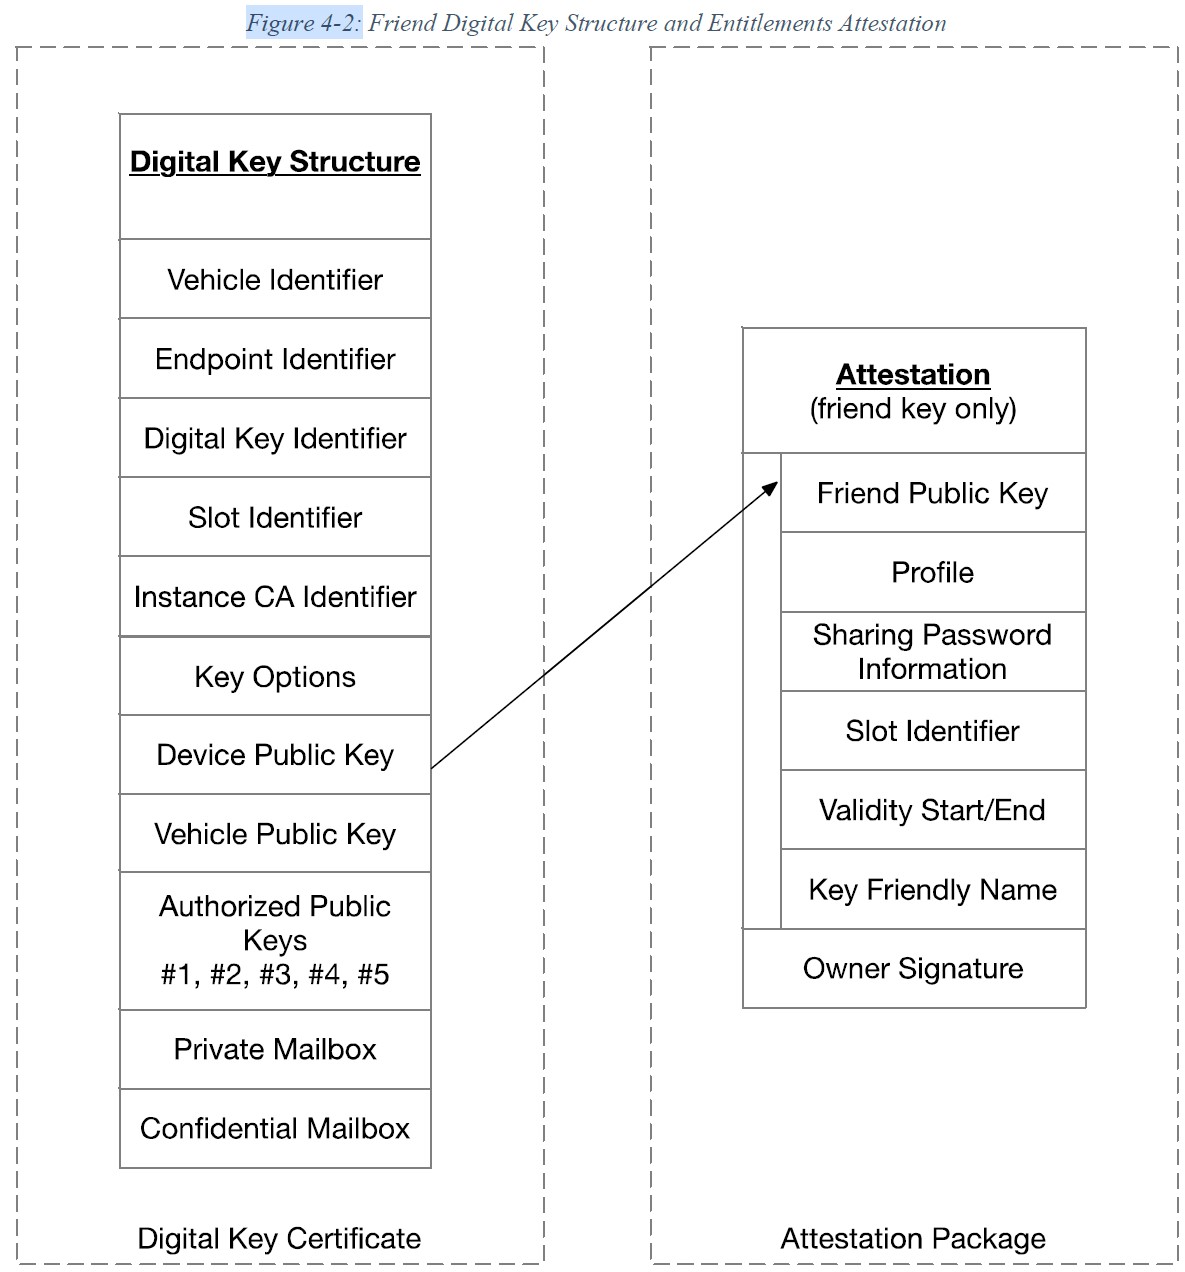 Figure 4-2: Friend Digital Key Structure and Entitlements Attestation
Digital Key Structure
Vehicle Identifier
Endpoint Identifier
Digital Key Identifier
Slot Identifier
Instance CA Identifier
Key Options
Device Public Key
Vehicle Public Key
Authorized Public
Keys
#1, #2, #3, #4, #5
Private Mailbox
Confidential Mailbox
Digital Key Certificate
Attestation
(friend key only)
Friend Public Key
Profile
Sharing Password
Information
Slot Identifier
Validity Start/End
Key Friendly Name
Owner Signature
Attestation Package